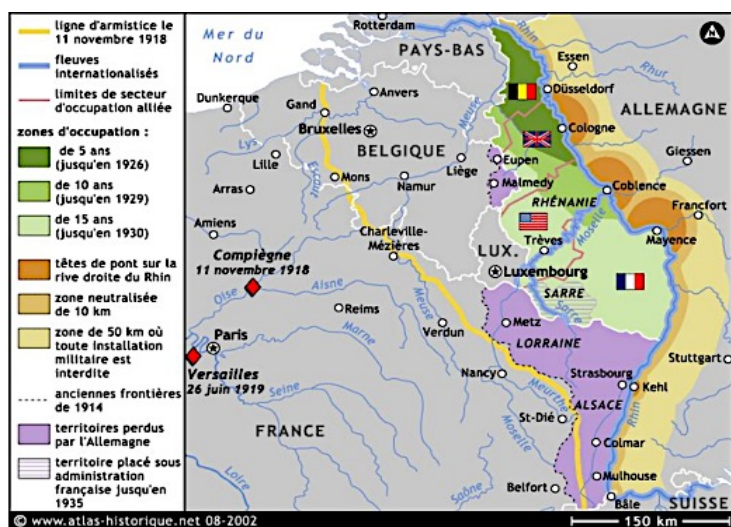 ligne d'armistice le
11 novembre 1918
fleuves
internationalisés
limites de secteur
d'occupation alliée
zones d'occupation :
de 5 ans
(jusqu'en 1926)
de 10 ans
(jusqu'en 1929)
de 15 ans
(jusqu'en 1930)
têtes de pont sur la
rive droite du Rhin
zone neutralisée
de 10 km
zone de 50 km où
toute installation
militaire est
interdite
anciennes frontières
de 1914
territoires perdus
par l'Allemagne
territoire placé sous
administration
française jusqu'en
1935
Mer du
Nord
Rotterdam
PAYS-BAS
Rhin
Essen
Rhur
Düsseldorf
ALLEMAGNE
Dunkerque
Anvers
Gand
Bruxelles
Cologne
Giessen
BELGIQUE
Meuse
Lys
Lille
Escaut
Eupen
Liège
Malmedy
Mons
Namur
Arras
Coblence
RHÉNANIE
Moselle
Francfort
Amiens
Charleville-
Mézières
Trèves
Mayence
LUX.
Luxembourg
Compiègne
11 novembre 1918
Oise
Aisne
SARRE
Sarre
Reims
Meuse
Verdun
Metz
LORRAINE
Paris
Marne
Stuttgart
Versailles
26 juin 1919
Nancy
Strasbourg
Kehl
Seine
Meurthe
ALSACE
Rhin
St-Dié
FRANCE
Moselle
Colmar
Loire
Saône
Mulhouse
Belfort
Bâle
SUISSE
© www.atlas-historique.net 08-2002
150 km
N